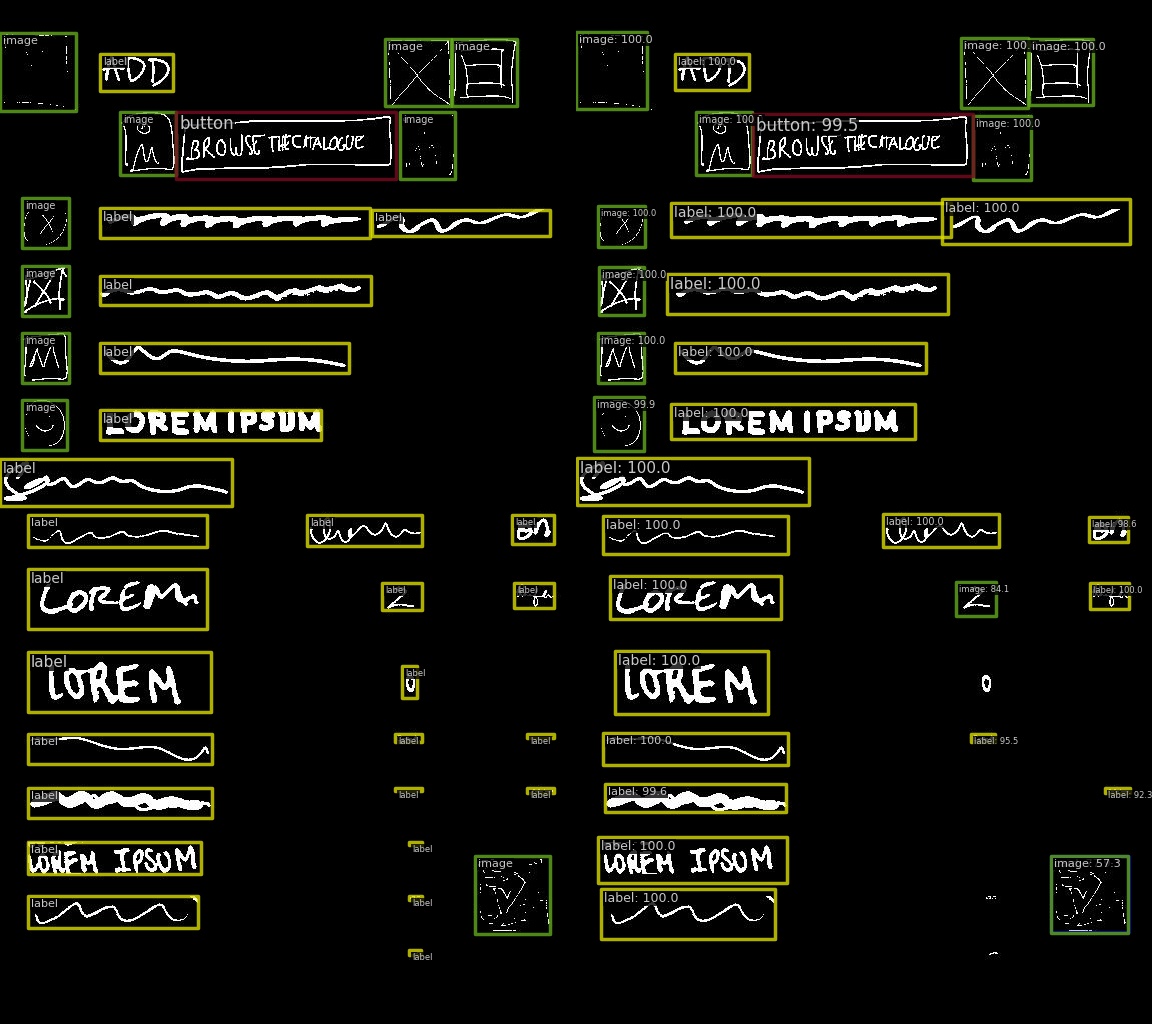 image
label
ADD
image image
image
button
BROWSE THE CATALOGUE
image
image
label label
image
label
image
label
image
label
LOREM IPSUM
label
label label label
on
label label label
LOREM
label label
LOREM
0
label label label
label label label
label label
LOREM IPSUM
image
label label
label
image: 100.0
label: 100.0
ADD
image: 100. image: 100.0
image: 100
button: 99.5
BROWSE THE CATALOGUE
image: 100.0
image: 100.0
label: 100.0 label: 100.0
image: 100.0
label: 100.0
image: 100.0
label: 100.0
image: 99.9
label: 100.0
LOREM IPSUM
label: 100.0
label: 100.0 label: 100.0 label: 98.6
on
label: 100.0 image: 84.1 label: 100.0
LOREM
label: 100.0
LOREM
0
label: 100.0 label: 95.5
label: 99.6 label: 92.3
label: 100.0
LOREM IPSUM
image: 57.3
label: 100.0